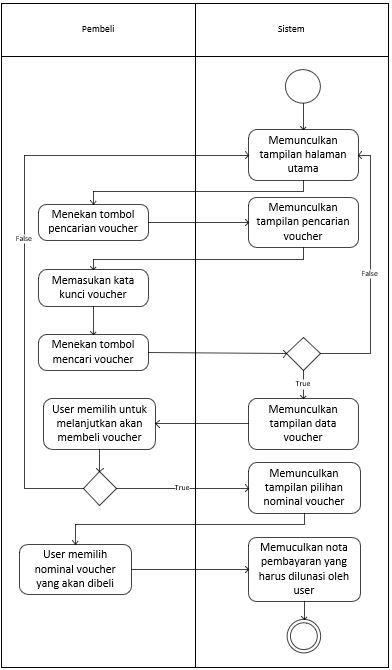 Pembeli
Sistem
Memunculkan
tampilan halaman
utama
Menekan tombol
pencarian voucher
Memunculkan
tampilan pencarian
voucher
False
False
Memasukan kata
kunci voucher
Menekan tombol
mencari voucher
True
User memilih untuk
melanjutkan akan
membeli voucher
Memunculkan
tampilan data
voucher
True
Memunculkan
tampilan pilihan
nominal voucher
User memilih
nominal voucher
yang akan dibeli
Memuculkan nota
pembayaran yang
harus dilunasi oleh
user